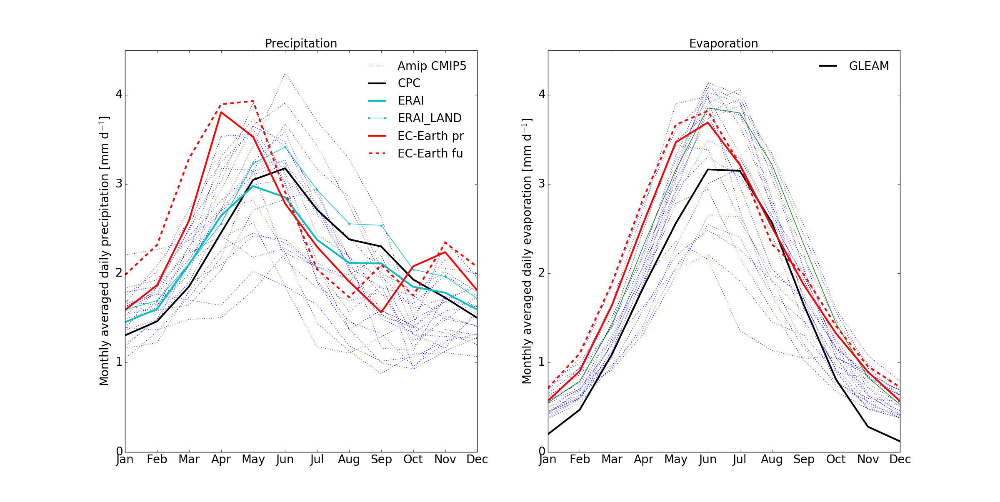 Precipitation
Monthly averaged daily precipitation [mm d⁻¹]
4
3
2
1
0
Jan Feb Mar Apr May Jun Jul Aug Sep Oct Nov Dec
Amip CMIP5
CPC
ERAI
ERAI_LAND
EC-Earth pr
EC-Earth fu
Evaporation
Monthly averaged daily evaporation [mm d⁻¹]
4
3
2
1
0
Jan Feb Mar Apr May Jun Jul Aug Sep Oct Nov Dec
GLEAM